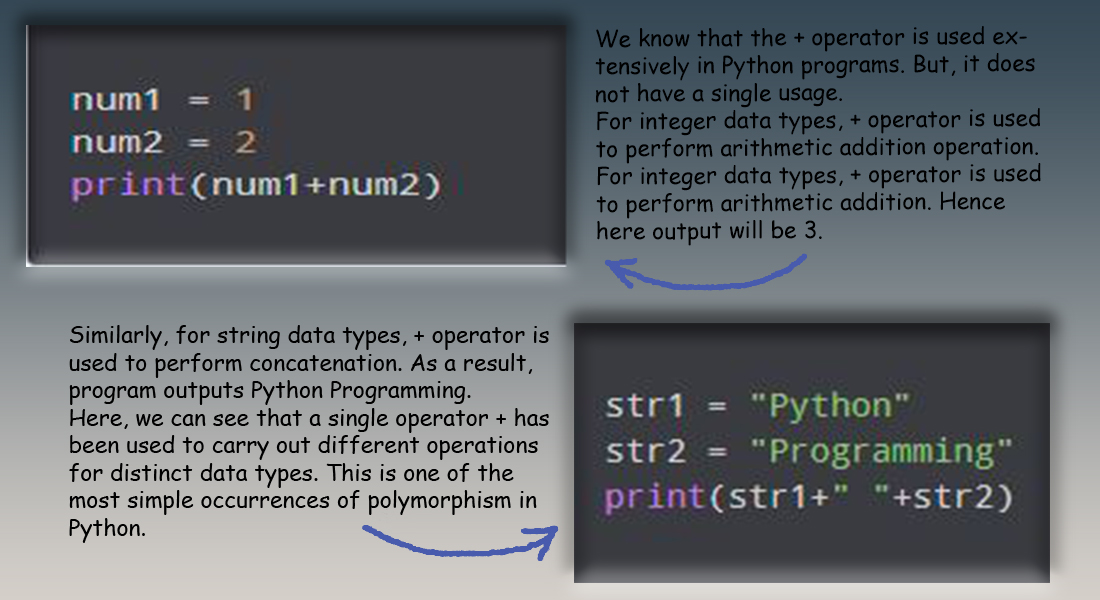 num1 = 1
num2 = 2
print(num1+num2)
We know that the + operator is used ex-
tensively in Python programs. But, it does
not have a single usage.
For integer data types, + operator is used
to perform arithmetic addition operation.
For integer data types, + operator is used
to perform arithmetic addition. Hence
here output will be 3.
Similarly, for string data types, + operator is
used to perform concatenation. As a result,
program outputs Python Programming.
Here, we can see that a single operator + has
been used to carry out different operations
for distinct data types. This is one of the
most simple occurrences of polymorphism in
Python.
str1 = "Python"
str2 = "Programming"
print(str1+" "+str2)